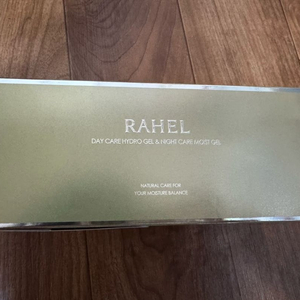 RAHEL
DAY CARE HYDRO GEL & NIGHT CARE MOIST GEL
NATURAL CARE FOR
YOUR MOISTURE BALANCE